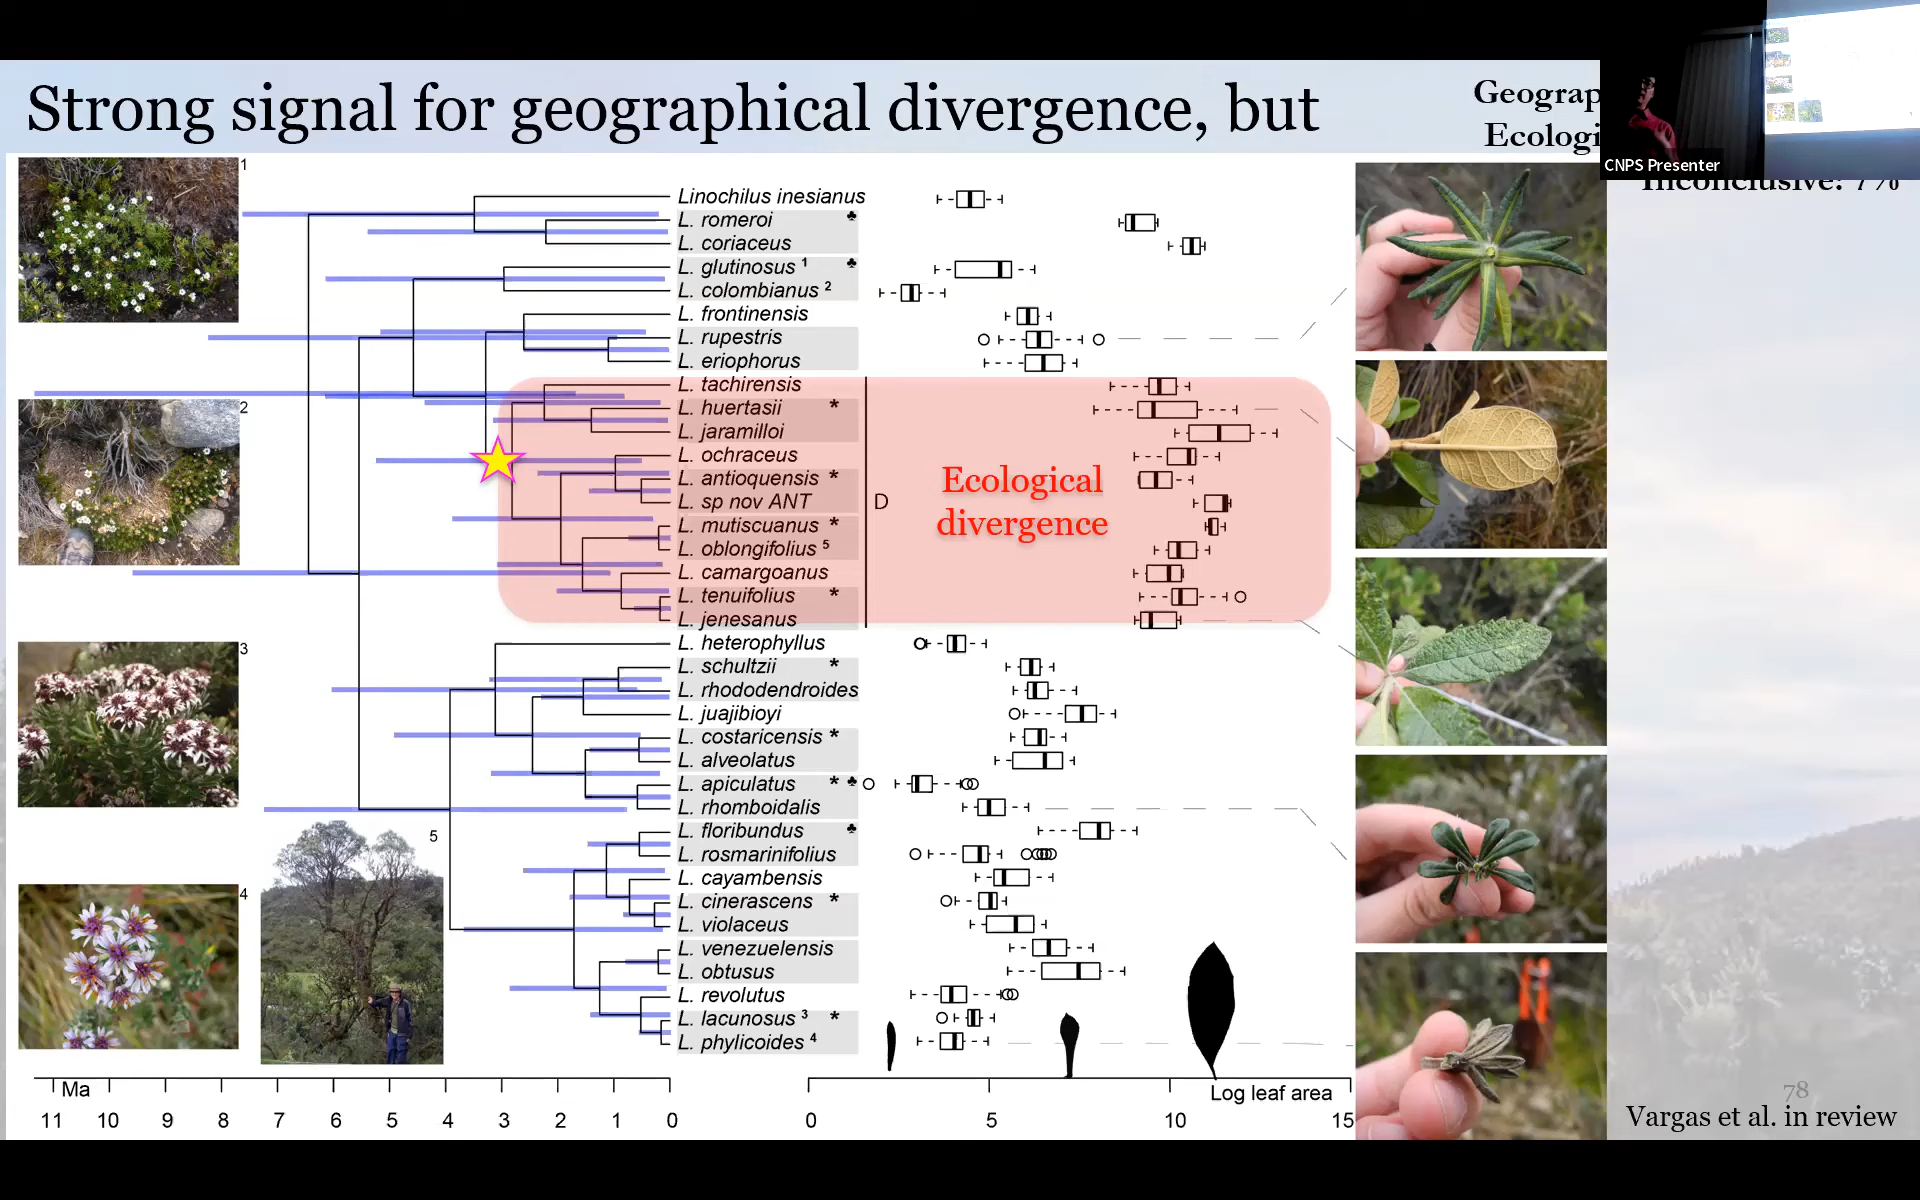 Strong signal for geographical divergence, but
Geograp
Ecologi
CNPS Presenter
Inconclusive: 7%
1
2
3
4
5
Linochilus inesianus
L. romeroi ♣
L. coriaceus
L. glutinosus 1 ♣
L. colombianus 2
L. frontinensis
L. rupestris
L. eriophorus
L. tachirensis
L. huertasii *
L. jaramilloi
L. ochraceus
L. antioquensis *
L. sp nov ANT
L. mutiscuanus *
L. oblongifolius 5
L. camargoanus
L. tenuifolius *
L. jenesanus
L. heterophyllus
L. schultzii *
L. rhododendroides
L. juajibioyi
L. costaricensis *
L. alveolatus
L. apiculatus * ♣
L. rhomboidalis
L. floribundus ♣
L. rosmarinifolius
L. cayambensis
L. cinerascens *
L. violaceus
L. venezuelensis
L. obtusus
L. revolutus
L. lacunosus 3 *
L. phylicoides 4
D
Ecological
divergence
Ma
11 10 9 8 7 6 5 4 3 2 1 0
Log leaf area
0 5 10 15
78
Vargas et al. in review